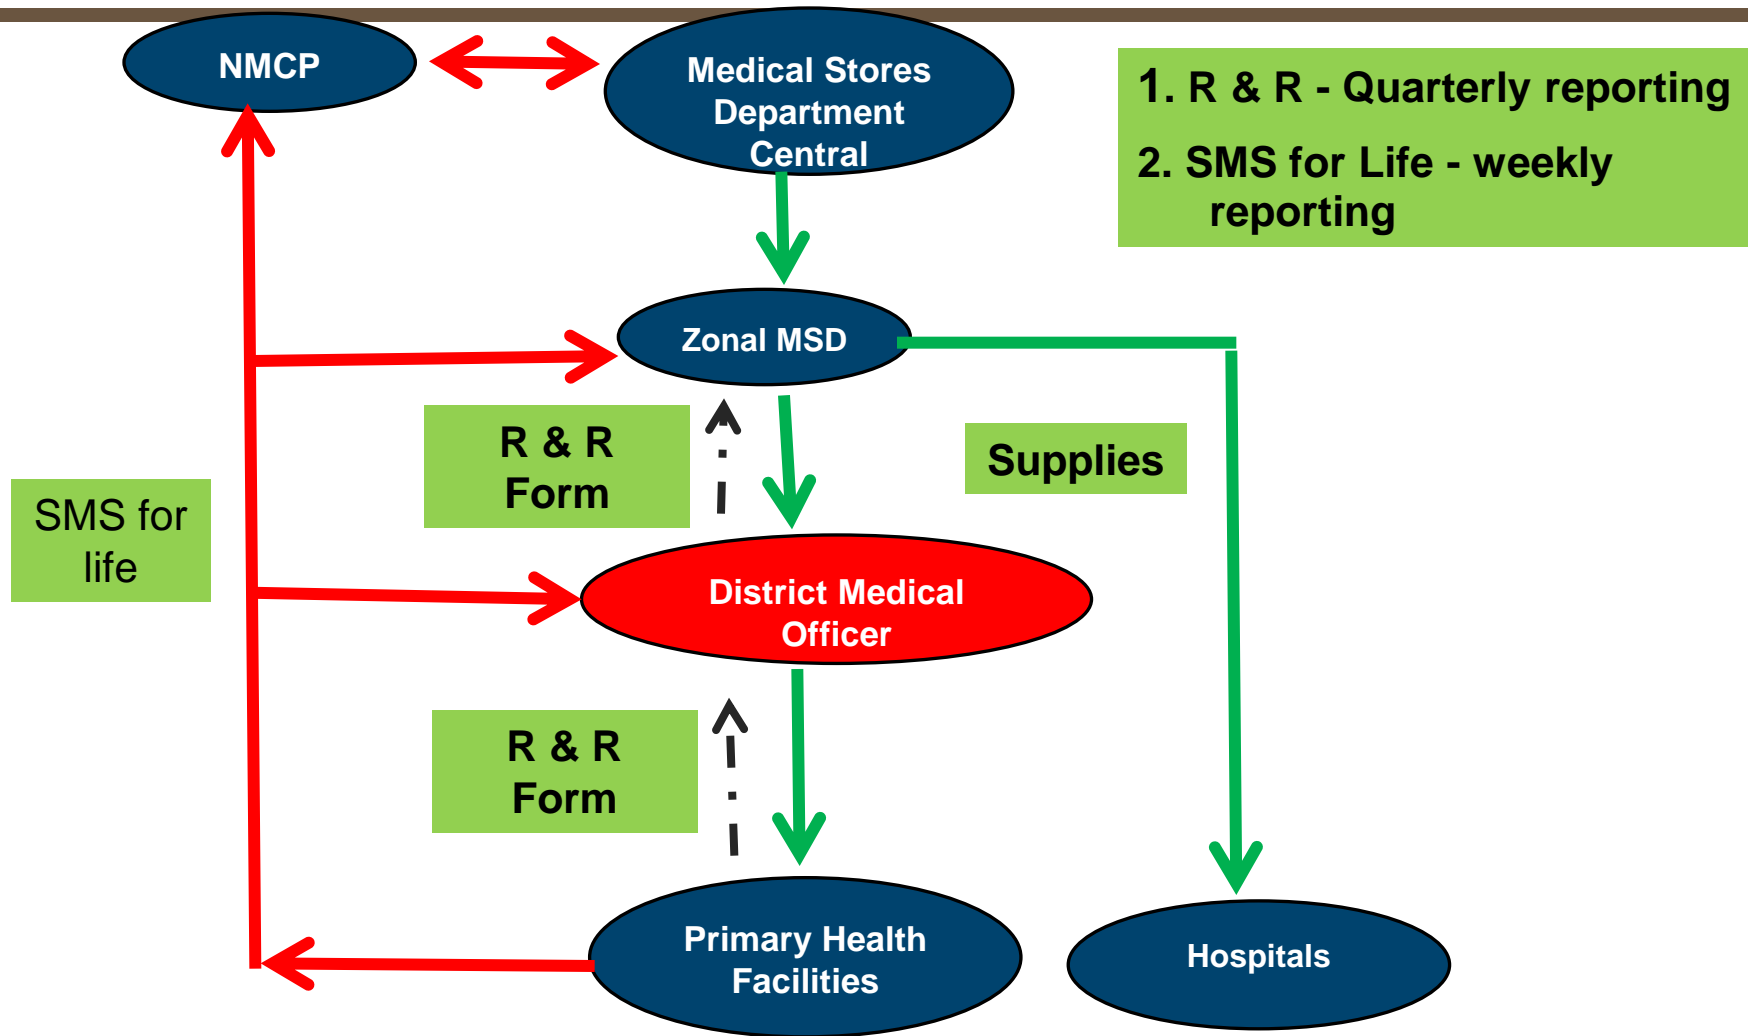 NMCP
Medical Stores
Department
Central
1. R & R - Quarterly reporting
2. SMS for Life - weekly
reporting
Zonal MSD
R & R
Form
Supplies
SMS for
life
District Medical
Officer
R & R
Form
Primary Health
Facilities
Hospitals